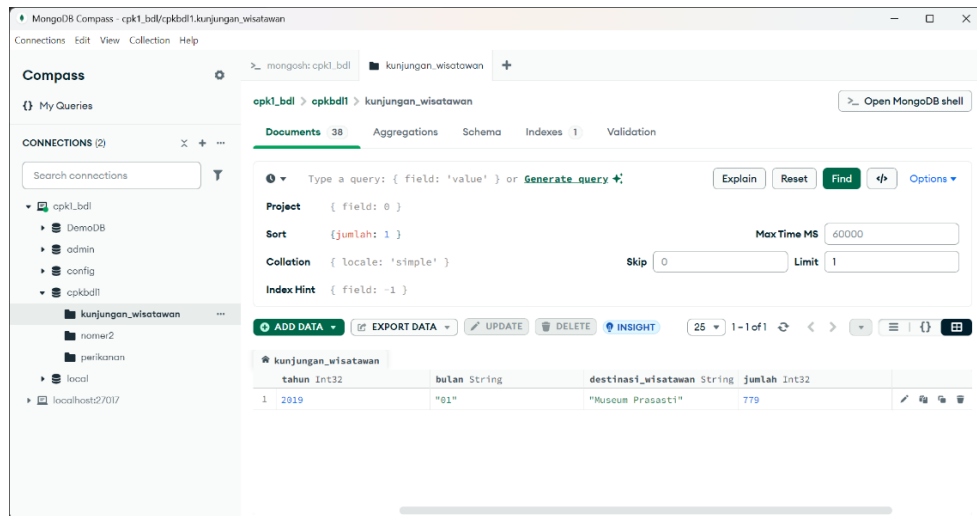 MongoDB Compass - cpk1_bdl/cpkbdl1.kunjungan_wisatawan
Connections Edit View Collection Help
Compass
>_ mongosh: cpk1_bdl
kunjungan_wisatawan
{} My Queries
cpk1_bdl > cpkbdl1 > kunjungan_wisatawan
>_ Open MongoDB shell
Documents 38 Aggregations Schema Indexes 1 Validation
CONNECTIONS (2)
Search connections
cpk1_bdl
DemoDB
admin
config
cpkbdl1
kunjungan_wisatawan
nomer2
perikanan
local
localhost:27017
Type a query: { field: 'value' } or Generate query
Explain Reset Find </> Options
Project { field: 0 }
Sort {jumlah: 1 }
Max Time MS 60000
Collation { locale: 'simple' }
Skip 0 Limit 1
Index Hint { field: -1 }
ADD DATA EXPORT DATA UPDATE DELETE INSIGHT 25 1-1 of 1 {}
kunjungan_wisatawan
tahun Int32 bulan String destinasi_wisatawan String jumlah Int32
1 2019 "01" "Museum Prasasti" 779